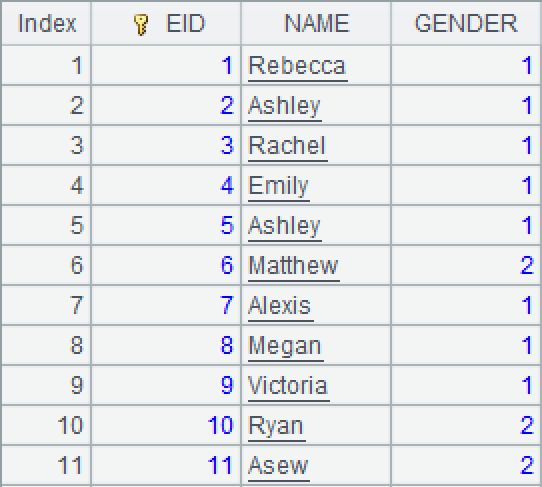 Index EID NAME GENDER
1 1 Rebecca 1
2 2 Ashley 1
3 3 Rachel 1
4 4 Emily 1
5 5 Ashley 1
6 6 Matthew 2
7 7 Alexis 1
8 8 Megan 1
9 9 Victoria 1
10 10 Ryan 2
11 11 Asew 2